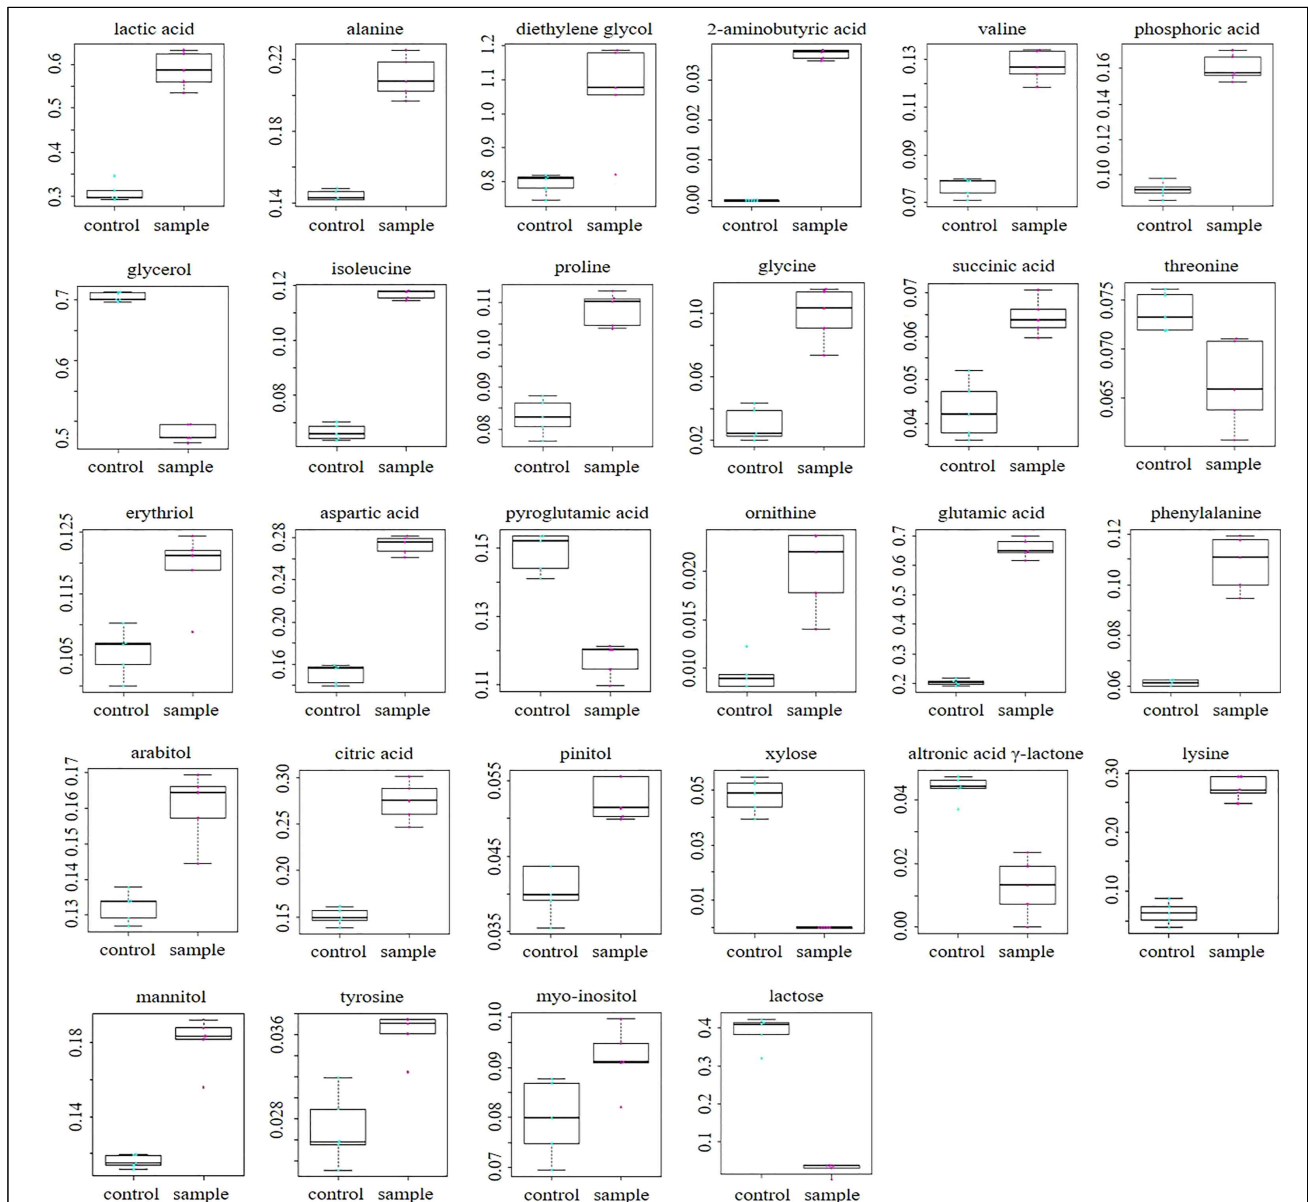 lactic acid
0.3 0.4 0.5 0.6
control sample
alanine
0.14 0.18 0.22
control sample
diethylene glycol
0.8 0.9 1.0 1.1 1.2
control sample
2-aminobutyric acid
0.00 0.01 0.03
control sample
valine
0.07 0.09 0.11 0.13
control sample
phosphoric acid
0.10 0.12 0.14 0.16
control sample
glycerol
0.5 0.6 0.7
control sample
isoleucine
0.08 0.10 0.12
control sample
proline
0.08 0.09 0.10 0.11
control sample
glycine
0.02 0.06 0.10
control sample
succinic acid
0.04 0.05 0.06 0.07
control sample
threonine
0.065 0.070 0.075
control sample
erythriol
0.105 0.115 0.125
control sample
aspartic acid
0.16 0.20 0.24 0.28
control sample
pyroglutamic acid
0.11 0.13 0.15
control sample
ornithine
0.010 0.015 0.020
control sample
glutamic acid
0.2 0.3 0.4 0.5 0.6 0.7
control sample
phenylalanine
0.06 0.08 0.10 0.12
control sample
arabitol
0.13 0.14 0.15 0.16 0.17
control sample
citric acid
0.15 0.20 0.25 0.30
control sample
pinitol
0.035 0.045 0.055
control sample
xylose
0.01 0.03 0.05
control sample
altronic acid γ-lactone
0.00 0.02 0.04
control sample
lysine
0.10 0.20 0.30
control sample
mannitol
0.14 0.18
control sample
tyrosine
0.028 0.036
control sample
myo-inositol
0.07 0.08 0.09 0.10
control sample
lactose
0.1 0.2 0.3 0.4
control sample